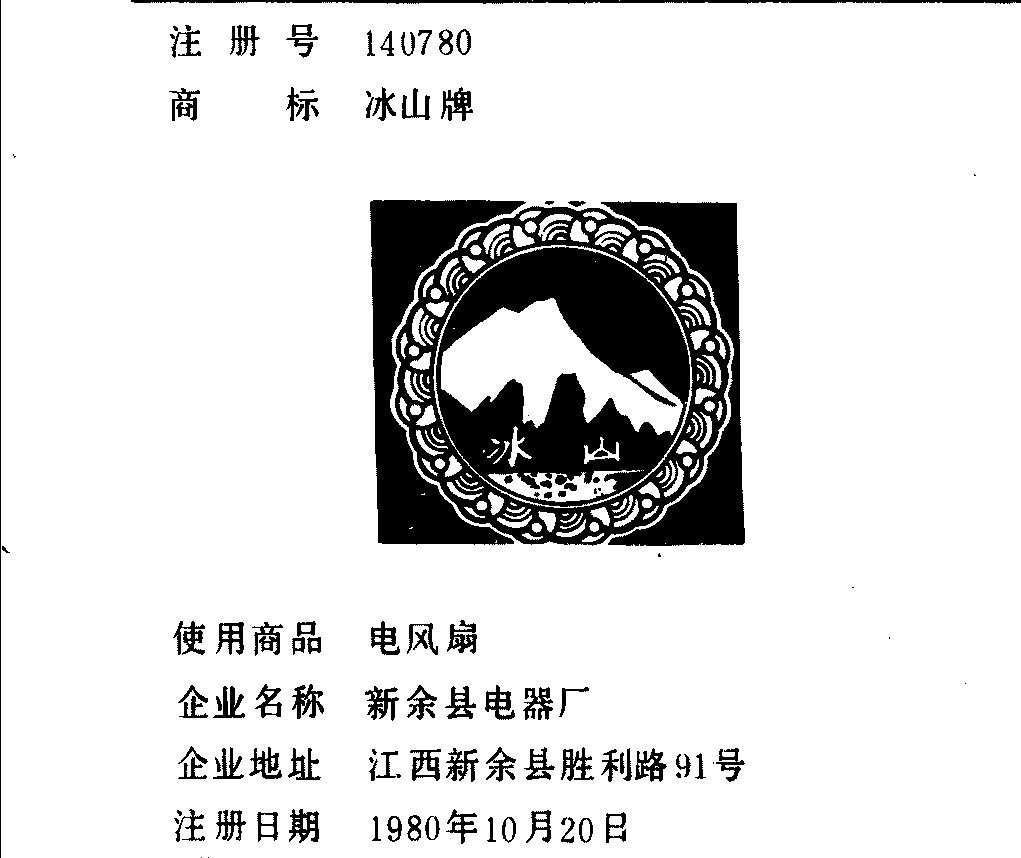 注册号 140780
商标 冰山牌
冰山
使用商品 电风扇
企业名称 新余县电器厂
企业地址 江西新余县胜利路91号
注册日期 1980年10月20日